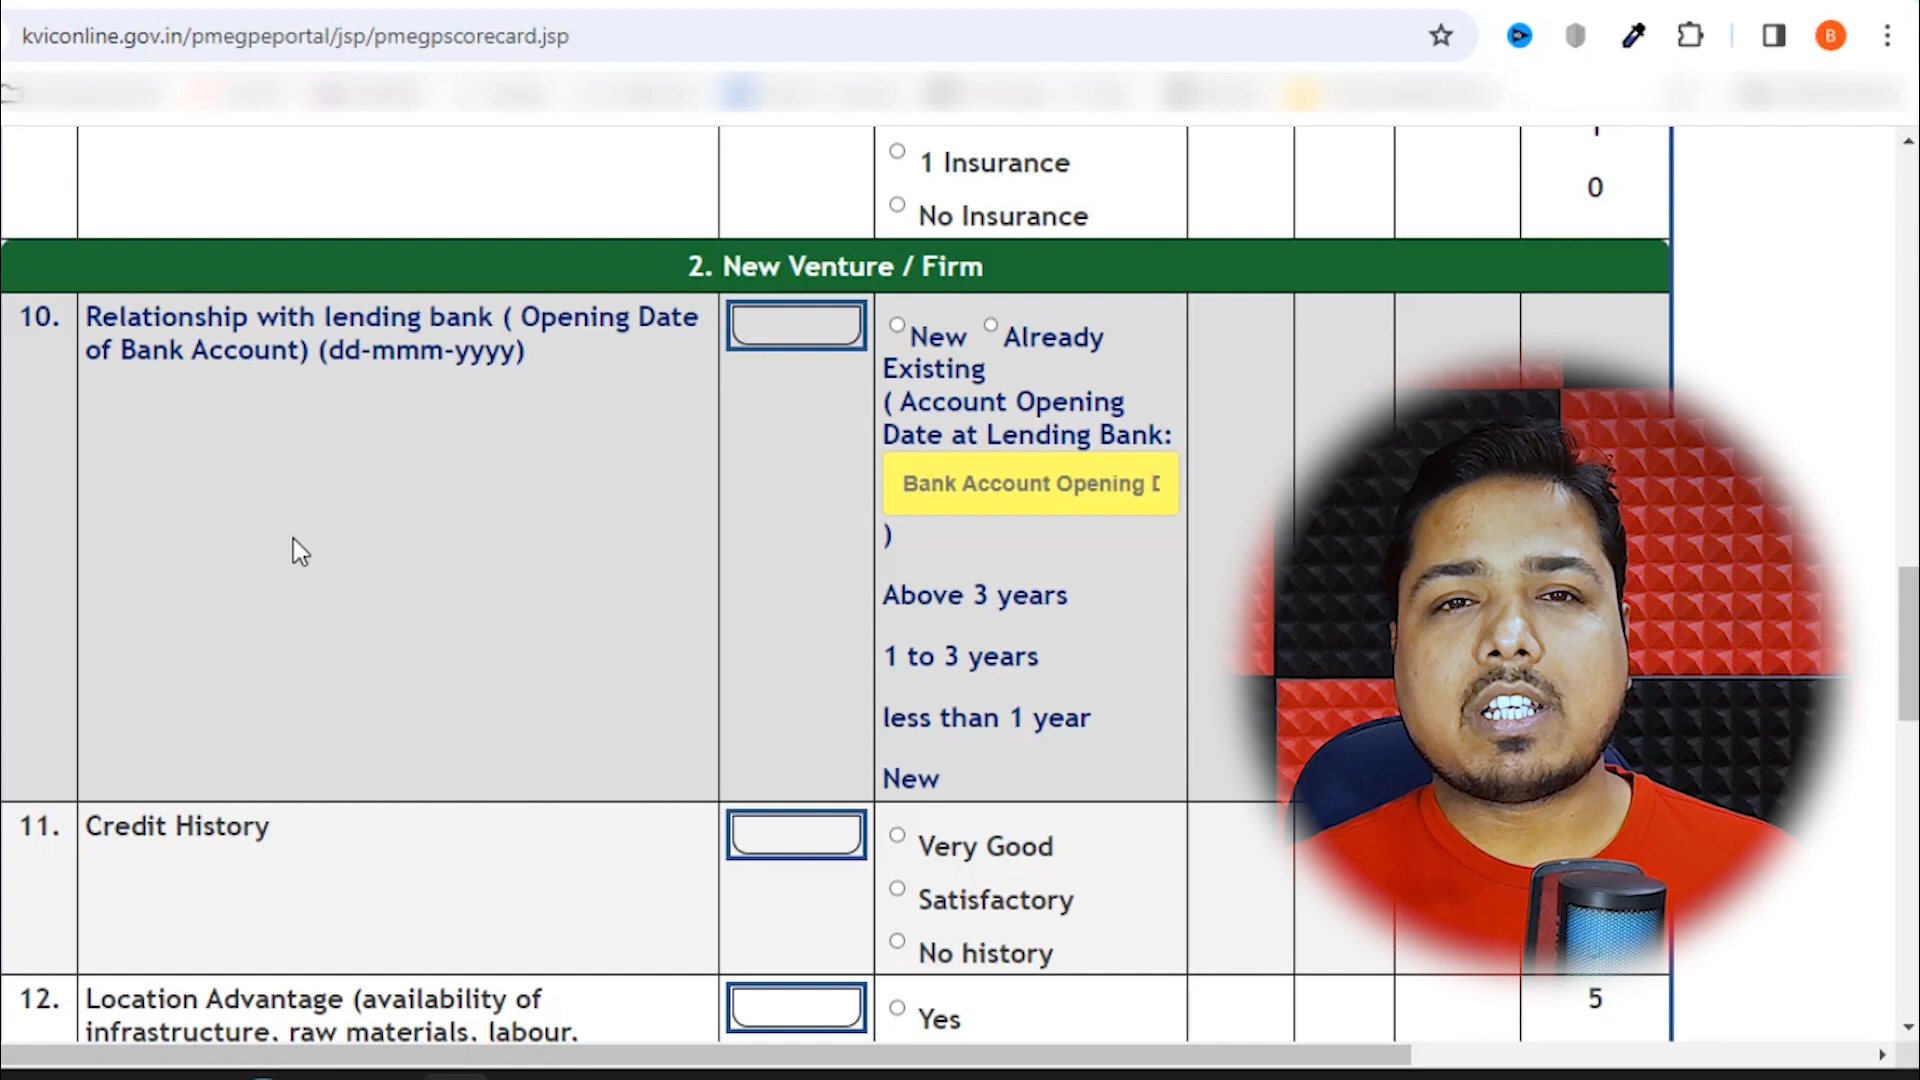 kviconline.gov.in/pmegpeportal/jsp/pmegpscorecard.jsp
B
1 Insurance
0
No Insurance
2. New Venture / Firm
10.
Relationship with lending bank ( Opening Date
of Bank Account) (dd-mmm-yyyy)
New Already
Existing
( Account Opening
Date at Lending Bank:
Bank Account Opening D
)
Above 3 years
1 to 3 years
less than 1 year
New
11.
Credit History
Very Good
Satisfactory
No history
12.
Location Advantage (availability of
infrastructure, raw materials, labour,
Yes
5